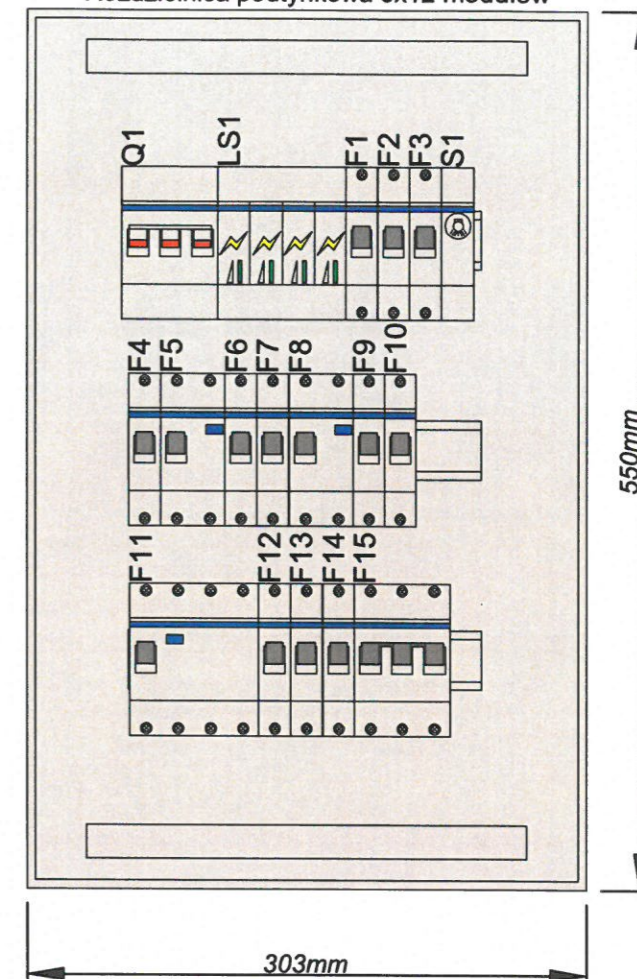 Rozdzielnica podtynkowa 3x12 modułów
Q1 LS1 F1 F2 F3 S1
F4 F5 F6 F7 F8 F9 F10
F11 F12 F13 F14 F15
550mm
303mm